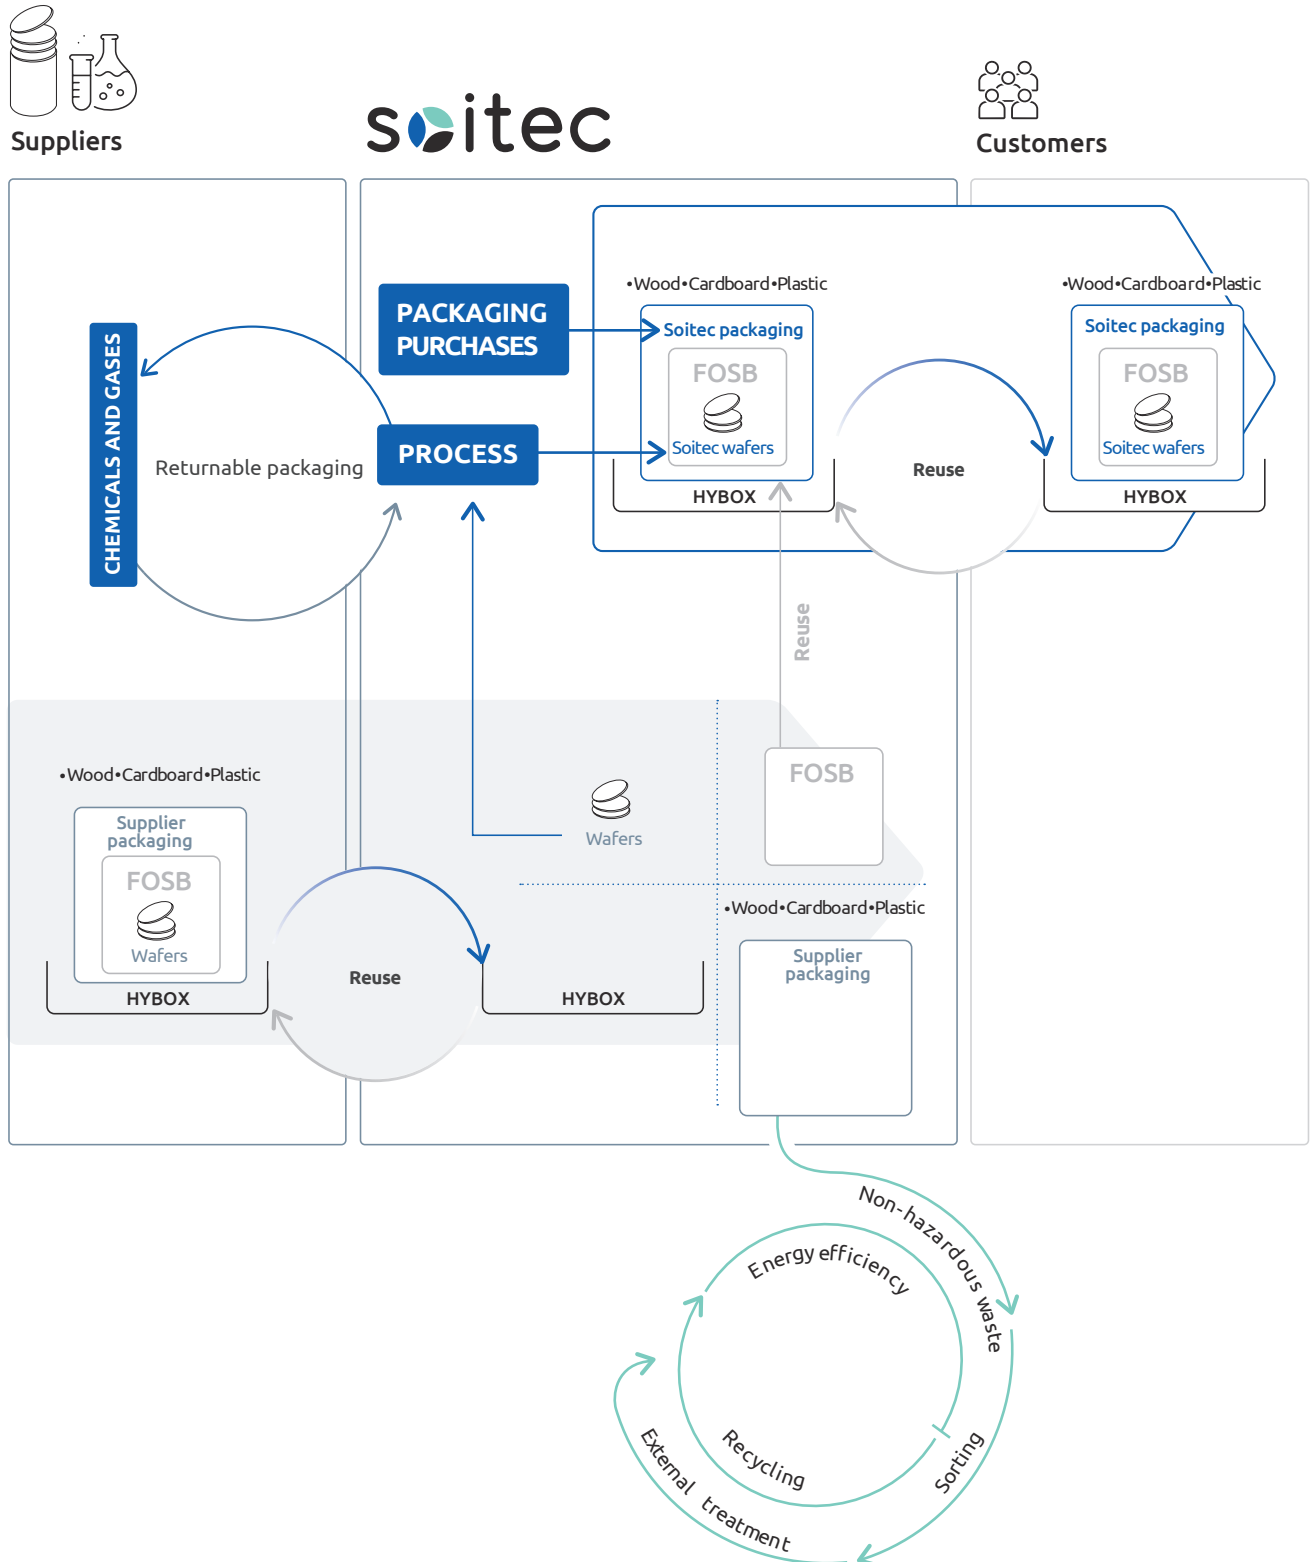 Suppliers
soitec
Customers
•Wood•Cardboard•Plastic
•Wood•Cardboard•Plastic
PACKAGING
PURCHASES
Soitec packaging
FOSB
Soitec wafers
HYBOX
Soitec packaging
FOSB
Soitec wafers
HYBOX
CHEMICALS AND GASES
Returnable packaging
PROCESS
Reuse
Reuse
•Wood•Cardboard•Plastic
Supplier
packaging
FOSB
Wafers
HYBOX
Reuse
Wafers
HYBOX
FOSB
•Wood•Cardboard•Plastic
Supplier
packaging
Non-hazardous waste
Energy efficiency
Recycling
Sorting
External treatment